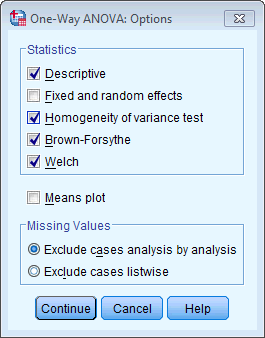 One-Way ANOVA: Options
Statistics
Descriptive
Fixed and random effects
Homogeneity of variance test
Brown-Forsythe
Welch
Means plot
Missing Values
Exclude cases analysis by analysis
Exclude cases listwise
Continue Cancel Help